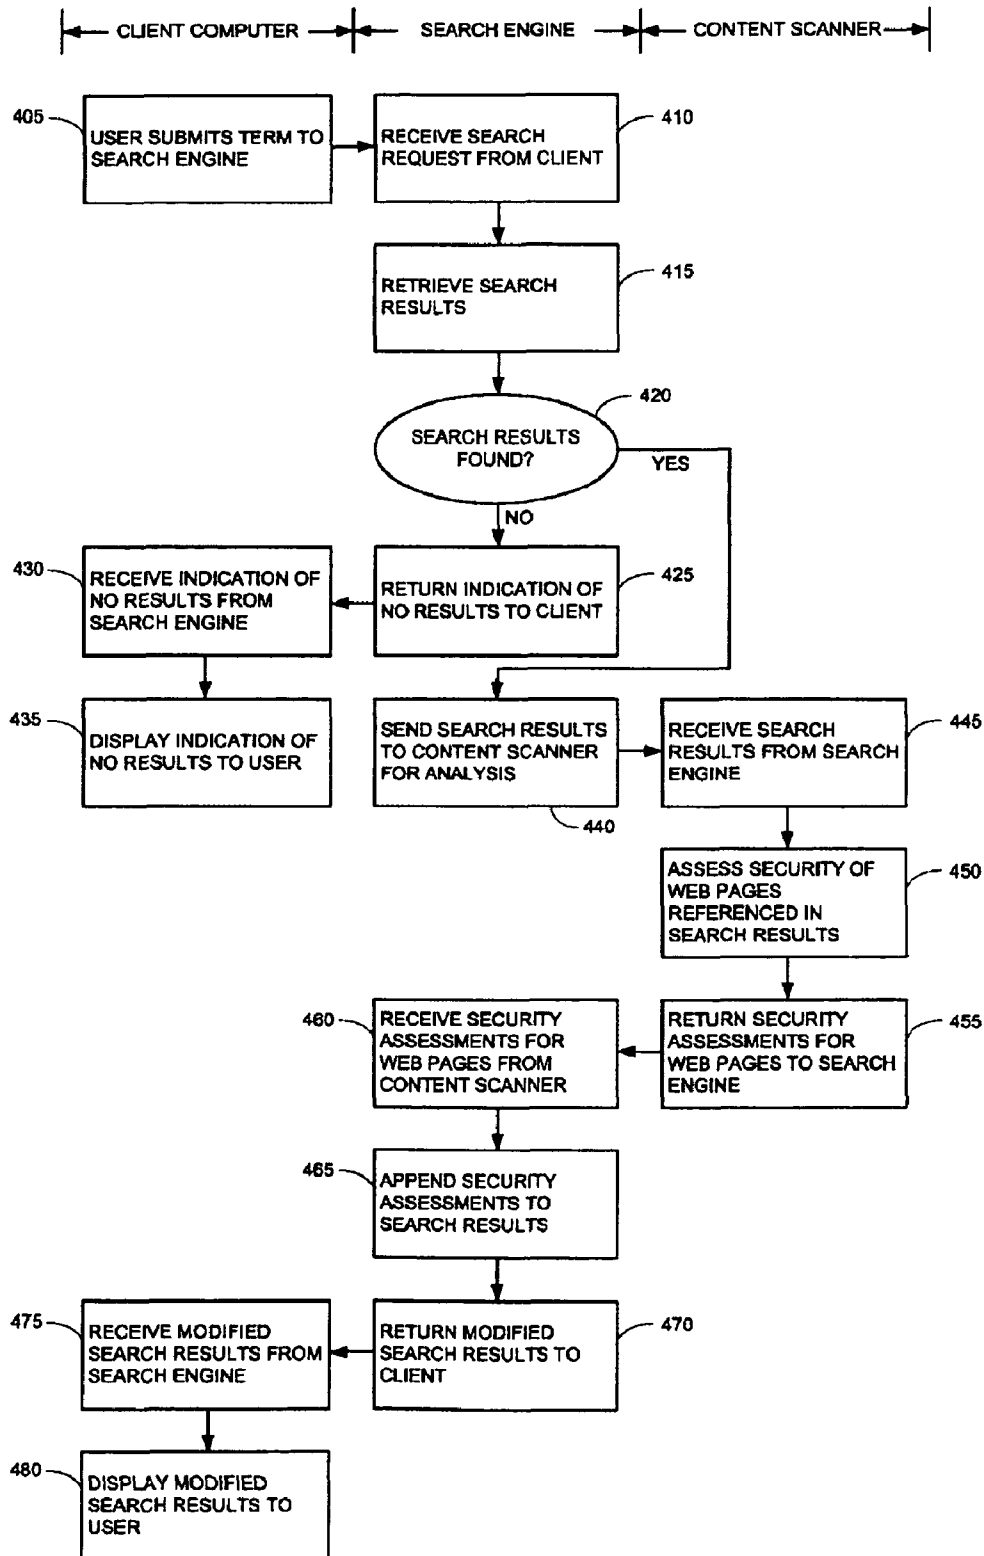 CLIENT COMPUTER
SEARCH ENGINE
CONTENT SCANNER
405
USER SUBMITS TERM TO
SEARCH ENGINE
RECEIVE SEARCH
REQUEST FROM CLIENT
410
RETRIEVE SEARCH
RESULTS
415
SEARCH RESULTS
FOUND?
420
YES
NO
RETURN INDICATION OF
NO RESULTS TO CLIENT
425
430
RECEIVE INDICATION OF
NO RESULTS FROM
SEARCH ENGINE
435
DISPLAY INDICATION OF
NO RESULTS TO USER
SEND SEARCH RESULTS
TO CONTENT SCANNER
FOR ANALYSIS
440
RECEIVE SEARCH
RESULTS FROM SEARCH
ENGINE
445
ASSESS SECURITY OF
WEB PAGES
REFERENCED IN
SEARCH RESULTS
450
RETURN SECURITY
ASSESSMENTS FOR
WEB PAGES TO SEARCH
ENGINE
455
460
RECEIVE SECURITY
ASSESSMENTS FOR
WEB PAGES FROM
CONTENT SCANNER
465
APPEND SECURITY
ASSESSMENTS TO
SEARCH RESULTS
RETURN MODIFIED
SEARCH RESULTS TO
CLIENT
470
475
RECEIVE MODIFIED
SEARCH RESULTS FROM
SEARCH ENGINE
480
DISPLAY MODIFIED
SEARCH RESULTS TO
USER